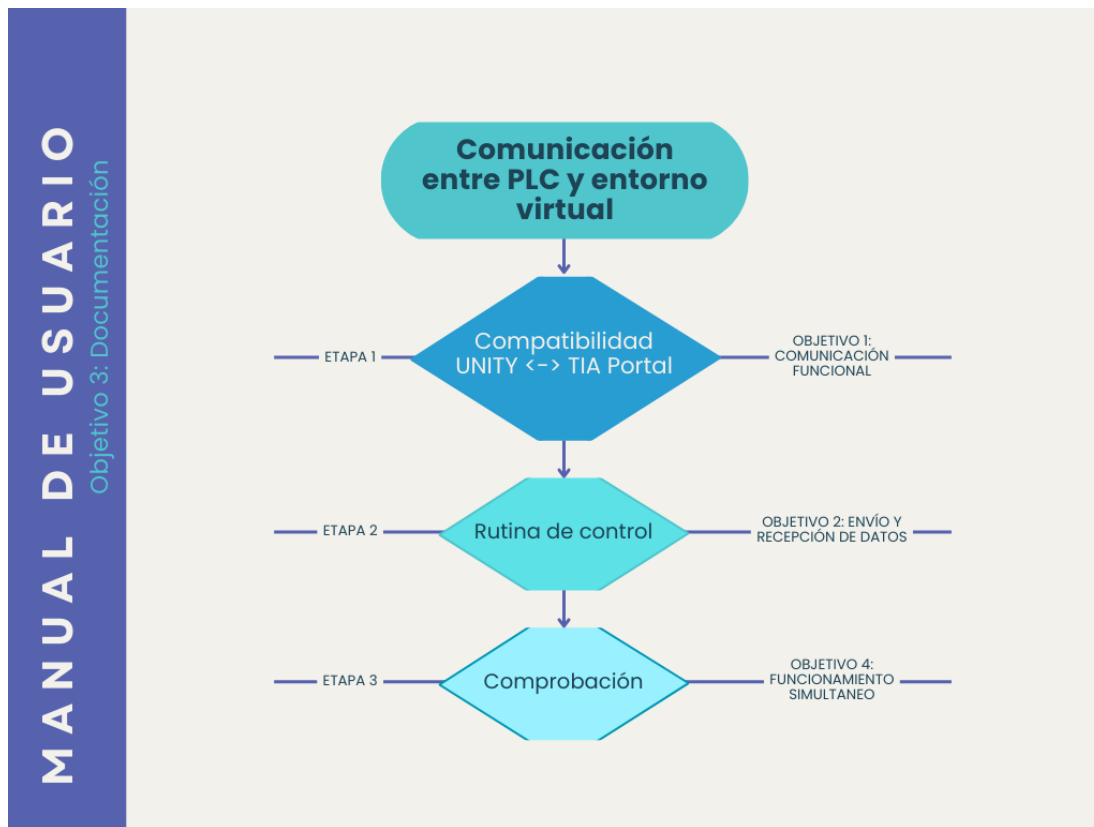 MANUAL DE USUARIO
Objetivo 3: Documentación
Comunicación
entre PLC y entorno
virtual
ETAPA 1
Compatibilidad
UNITY <-> TIA Portal
OBJETIVO 1:
COMUNICACIÓN
FUNCIONAL
ETAPA 2
Rutina de control
OBJETIVO 2: ENVÍO Y
RECEPCIÓN DE DATOS
ETAPA 3
Comprobación
OBJETIVO 4:
FUNCIONAMIENTO
SIMULTANEO